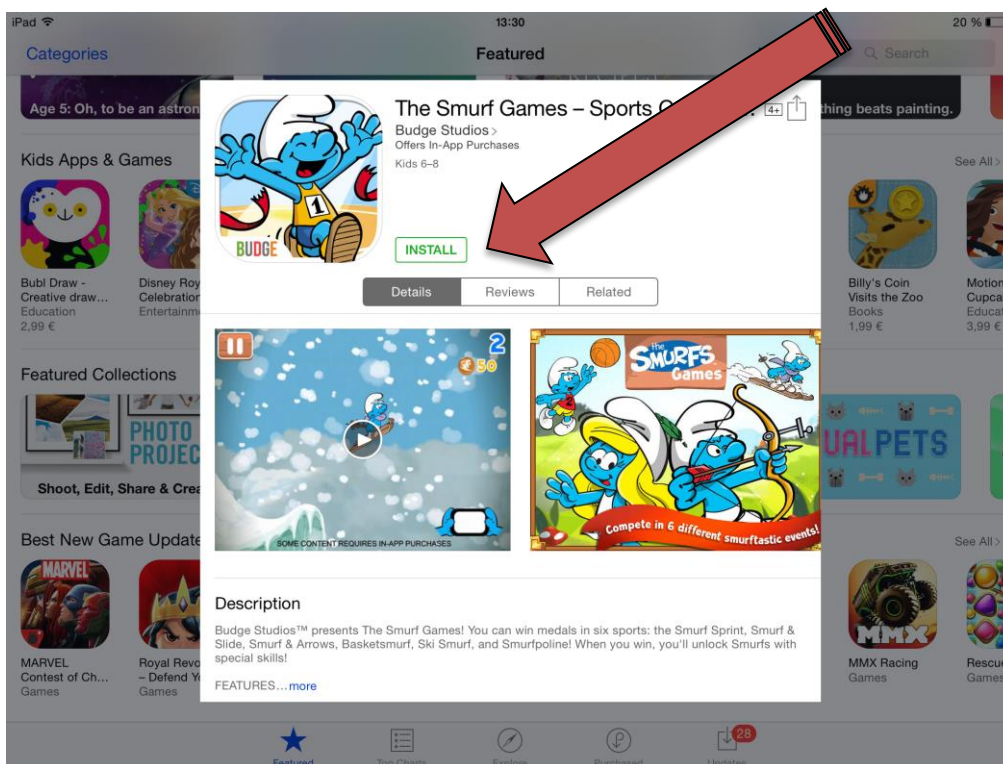 iPad 13:30 20 %
Categories Featured Search
Age 5: Oh, to be an astron
thing beats painting.
The Smurf Games – Sports
4+
Budge Studios >
Offers In-App Purchases
Kids 6–8
1
BUDGE
INSTALL
Details Reviews Related
Kids Apps & Games See All >
Bubl Draw -
Creative draw...
Education
2,99 €
Disney Roy
Celebration
Entertainm
Billy's Coin
Visits the Zoo
Books
1,99 €
Motion
Cupca
Educa
3,99 €
2
50
SOME CONTENT REQUIRES IN-APP PURCHASES
the
SMURFS
Games
Compete in 6 different smurftastic events!
Featured Collections
PHOTO
PROJEC
Shoot, Edit, Share & Crea
UAL PETS
Best New Game Update See All >
MARVEL
MARVEL
Contest of Ch...
Games
Royal Revo
– Defend Y
Games
MMX
MMX Racing
Games
Rescue
Games
Description
Budge Studios™ presents The Smurf Games! You can win medals in six sports: the Smurf Sprint, Smurf &
Slide, Smurf & Arrows, Basketsmurf, Ski Smurf, and Smurfpoline! When you win, you'll unlock Smurfs with
special skills!
FEATURES...more
28
Featured Top Charts Explore Purchased Updates